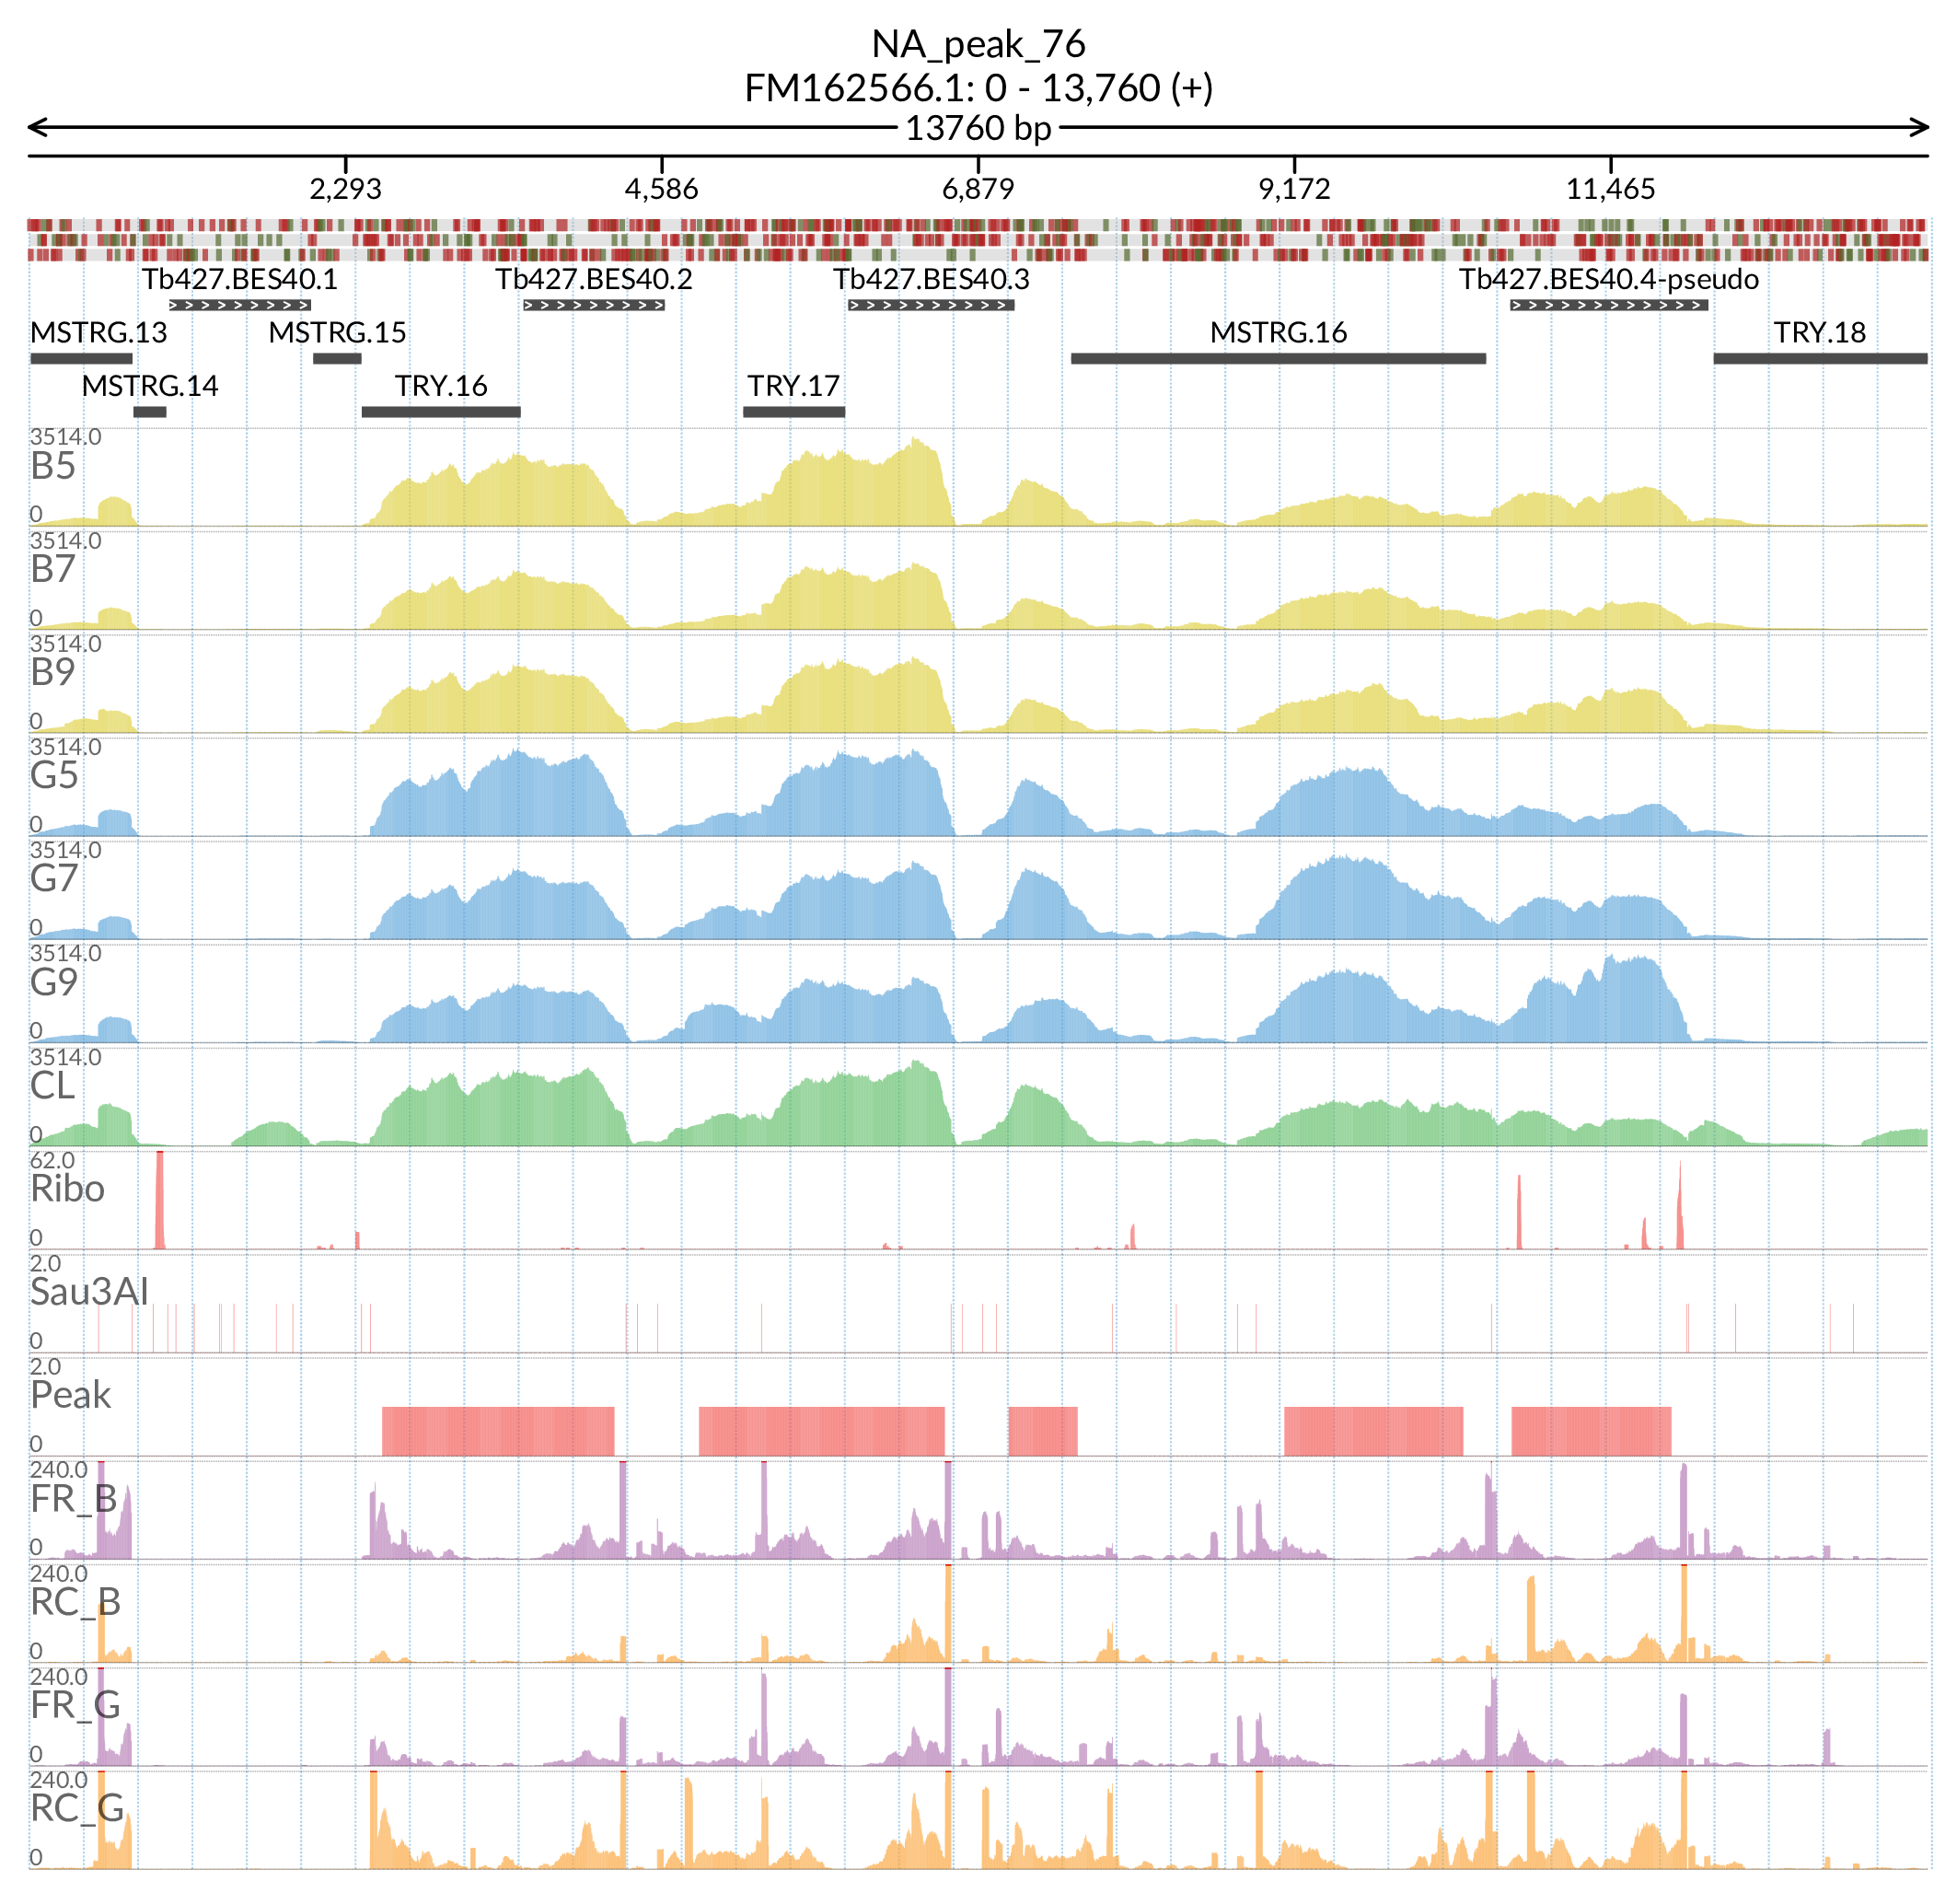 NA_peak_76
FM162566.1: 0 - 13,760 (+)
13760 bp
2,293 4,586 6,879 9,172 11,465
Tb427.BES40.1 Tb427.BES40.2 Tb427.BES40.3 Tb427.BES40.4-pseudo
MSTRG.13 MSTRG.15 MSTRG.16 TRY.18
MSTRG.14 TRY.16 TRY.17
3514.0
B5
0
3514.0
B7
0
3514.0
B9
0
3514.0
G5
0
3514.0
G7
0
3514.0
G9
0
3514.0
CL
0
62.0
Ribo
0
2.0
Sau3AI
0
2.0
Peak
0
240.0
FR_B
0
240.0
RC_B
0
240.0
FR_G
0
240.0
RC_G
0